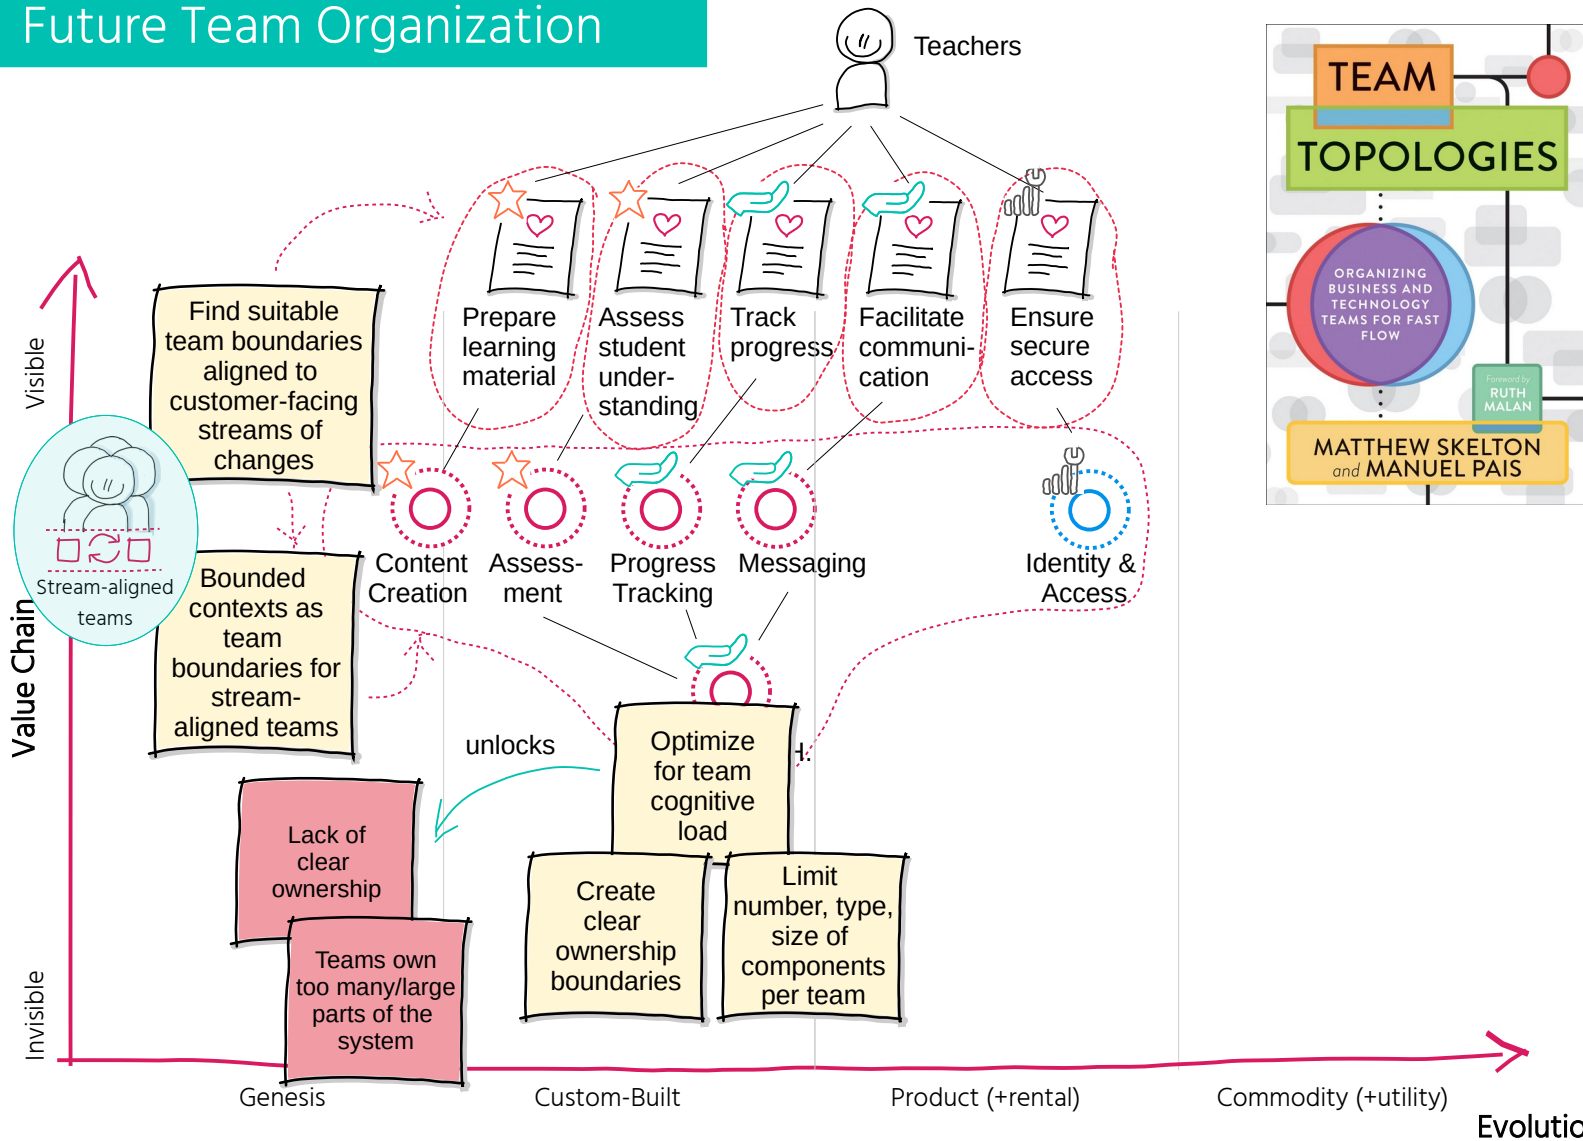 Future Team Organization
Teachers
TEAM
TOPOLOGIES
ORGANIZING
BUSINESS AND
TECHNOLOGY
TEAMS FOR FAST
FLOW
Foreword by
RUTH
MALAN
MATTHEW SKELTON
and MANUEL PAIS
Visible
Value Chain
Invisible
Find suitable
team boundaries
aligned to
customer-facing
streams of
changes
Stream-aligned
teams
Bounded
contexts as
team
boundaries for
stream-
aligned teams
Prepare
learning
material
Assess
student
under-
standing
Track
progress
Facilitate
communi-
cation
Ensure
secure
access
Content
Creation
Assess-
ment
Progress
Tracking
Messaging
Identity &
Access
unlocks
Optimize
for team
cognitive
load
Lack of
clear
ownership
Teams own
too many/large
parts of the
system
Create
clear
ownership
boundaries
Limit
number, type,
size of
components
per team
Genesis
Custom-Built
Product (+rental)
Commodity (+utility)
Evolutio